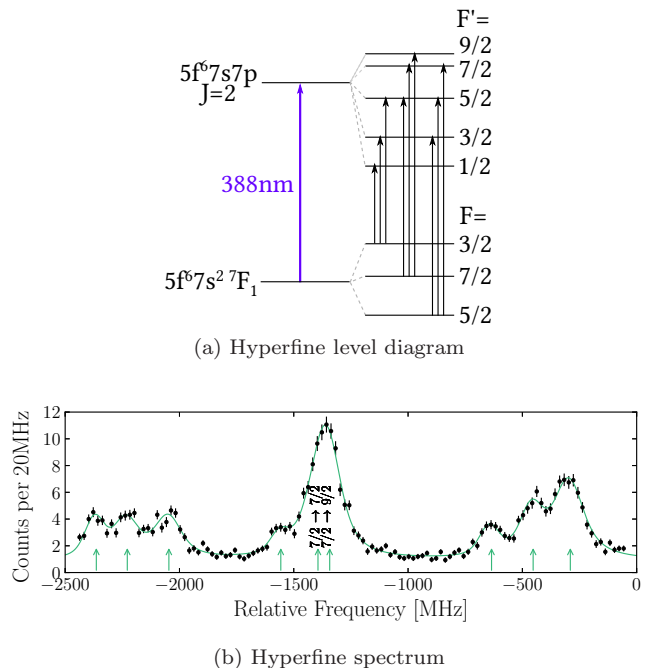 F'=
9/2
7/2
5/2
3/2
1/2
5f⁶7s7p
J=2
388nm
F=
3/2
7/2
5/2
5f⁶7s² ⁷F₁
(a) Hyperfine level diagram
12
10
8
6
4
2
0
Counts per 20MHz
7/2 → 7/2
7/2 → 9/2
−2500
−2000
−1500
−1000
−500
0
Relative Frequency [MHz]
(b) Hyperfine spectrum